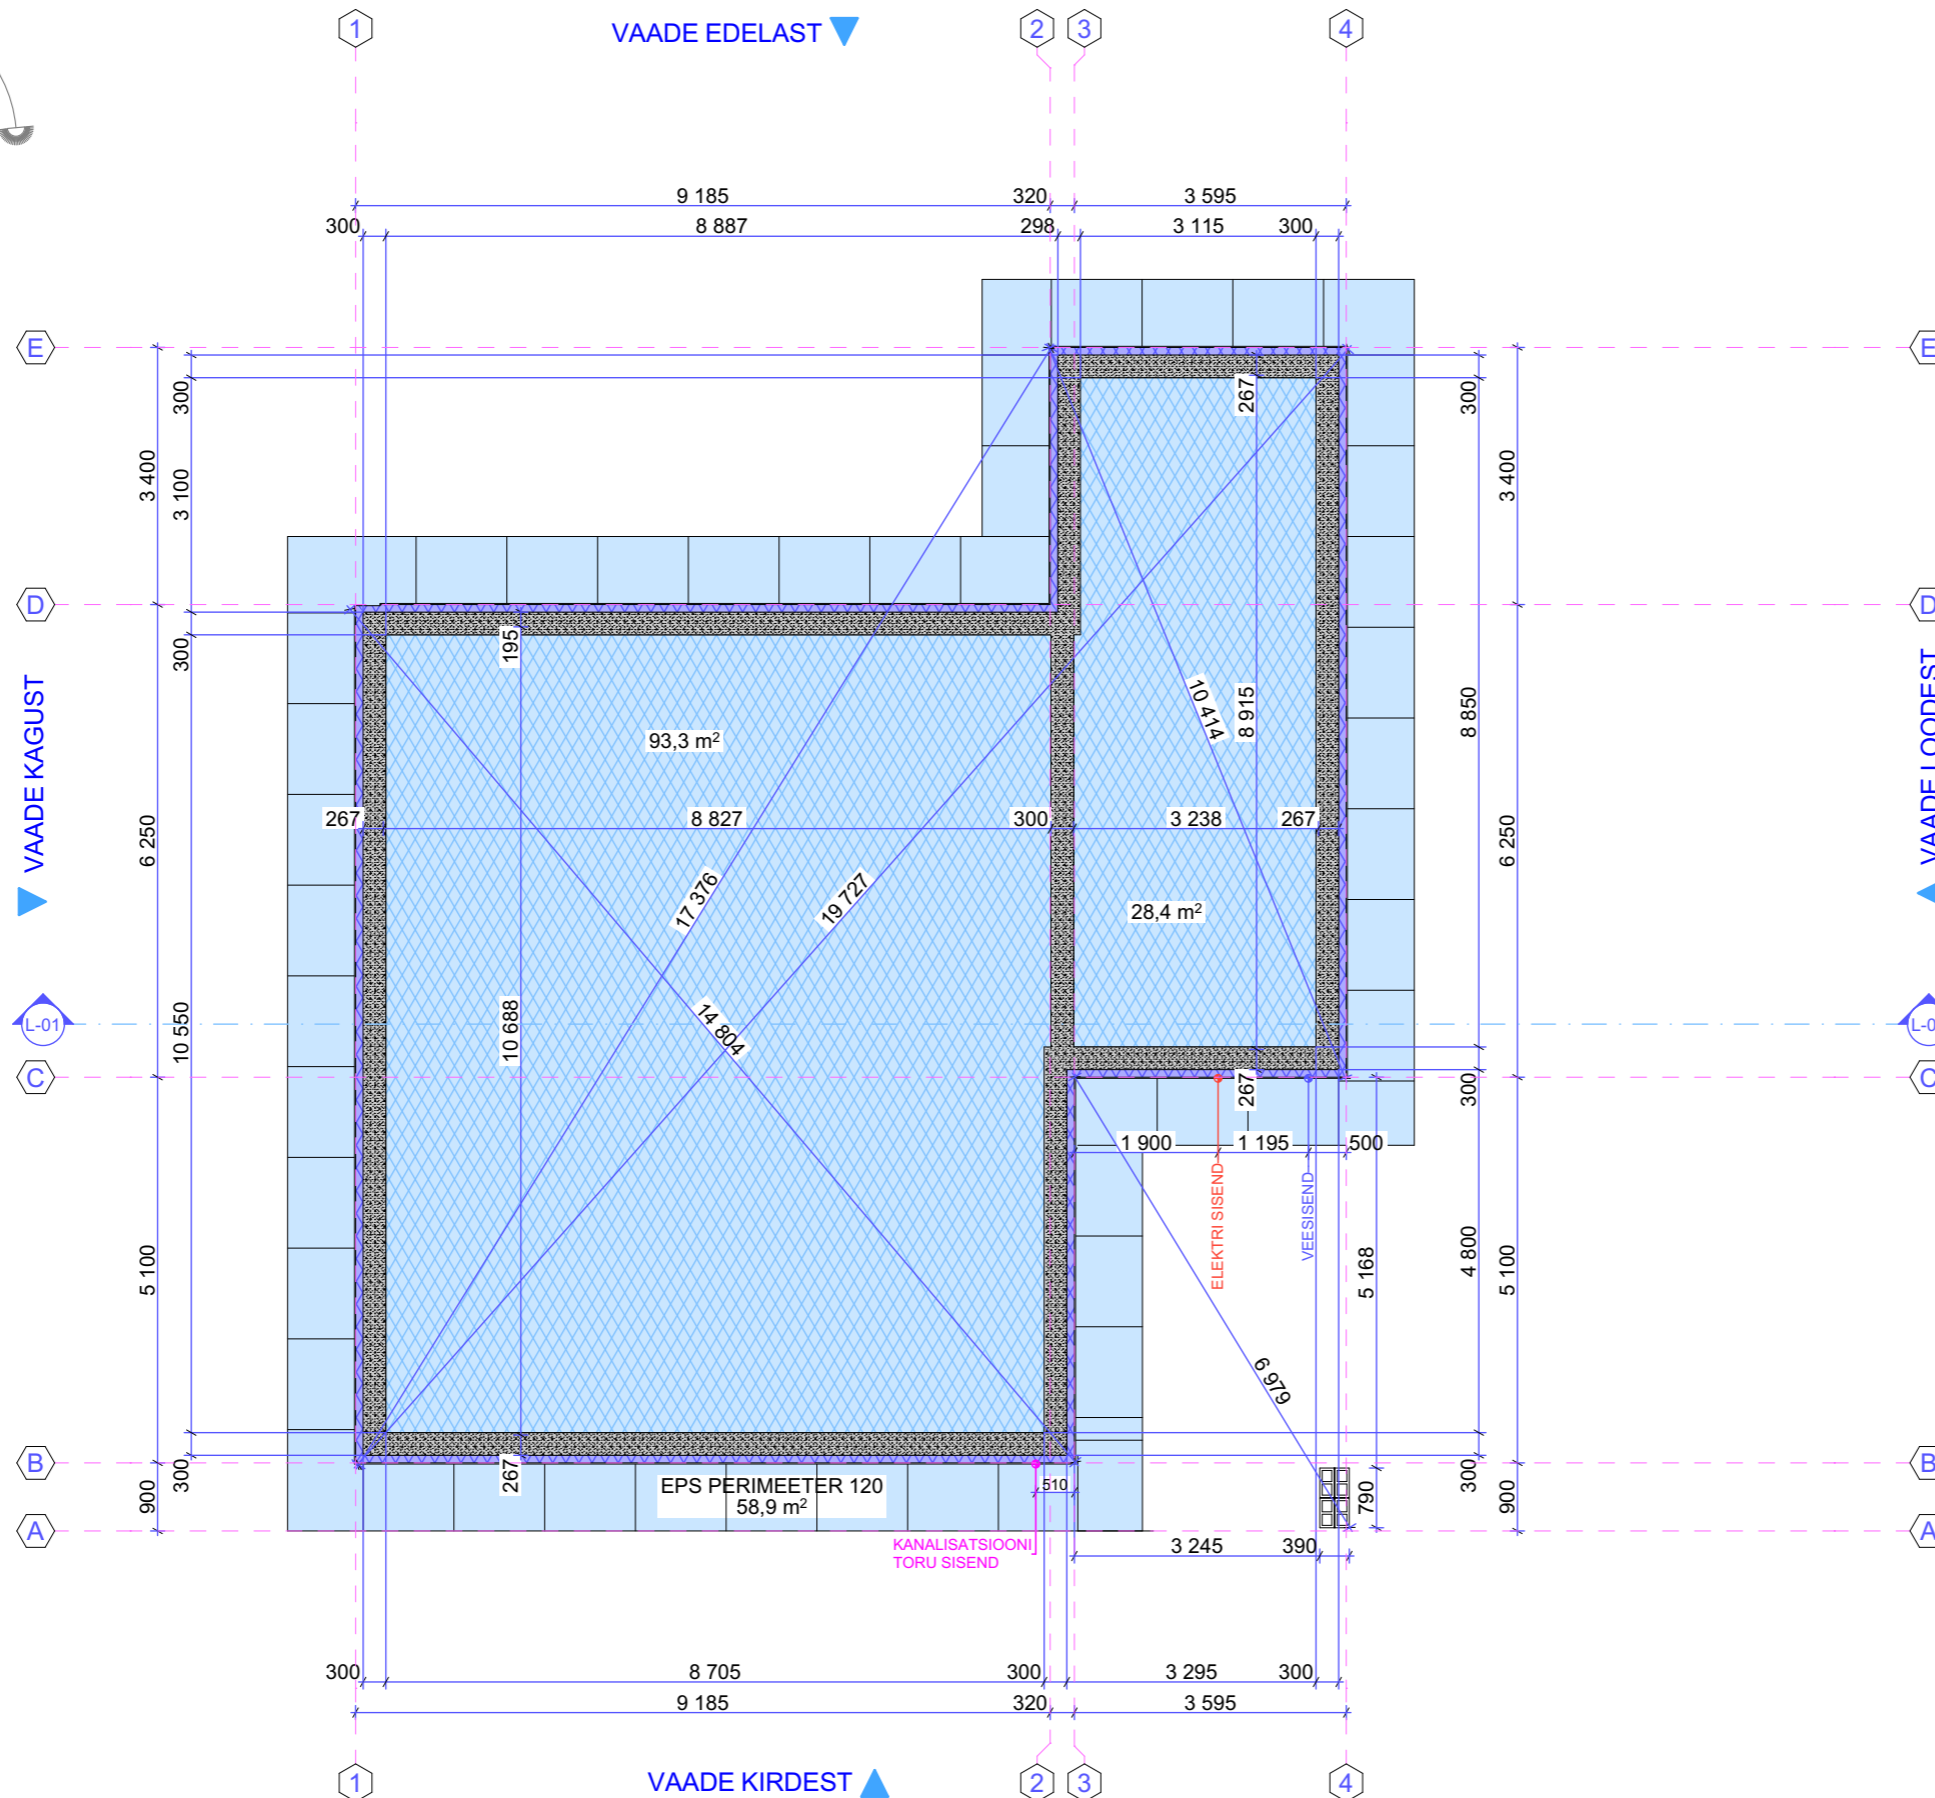 1
VAADE EDELAST
2
3
4
9 185
320
3 595
300
8 887
298
3 115
300
E
E
300
267
300
3 400
3 100
3 400
D
D
300
195
VAADE KAGUST
VAADE LOODEST
10 414
8 915
8 850
93,3 m²
267
8 827
300
3 238
267
6 250
6 250
17 376
19 727
28,4 m²
L-01
10 550
10 688
14 804
C
C
267
300
1 900
1 195
500
ELEKTRI SISEND
VEESISEND
5 100
5 168
4 800
5 100
6 979
B
B
900
300
267
EPS PERIMEETER 120
58,9 m²
510
790
300
900
A
A
KANALISATSIOONI
TORU SISEND
3 245
390
300
8 705
300
3 295
300
9 185
320
3 595
1
VAADE KIRDEST
2
3
4